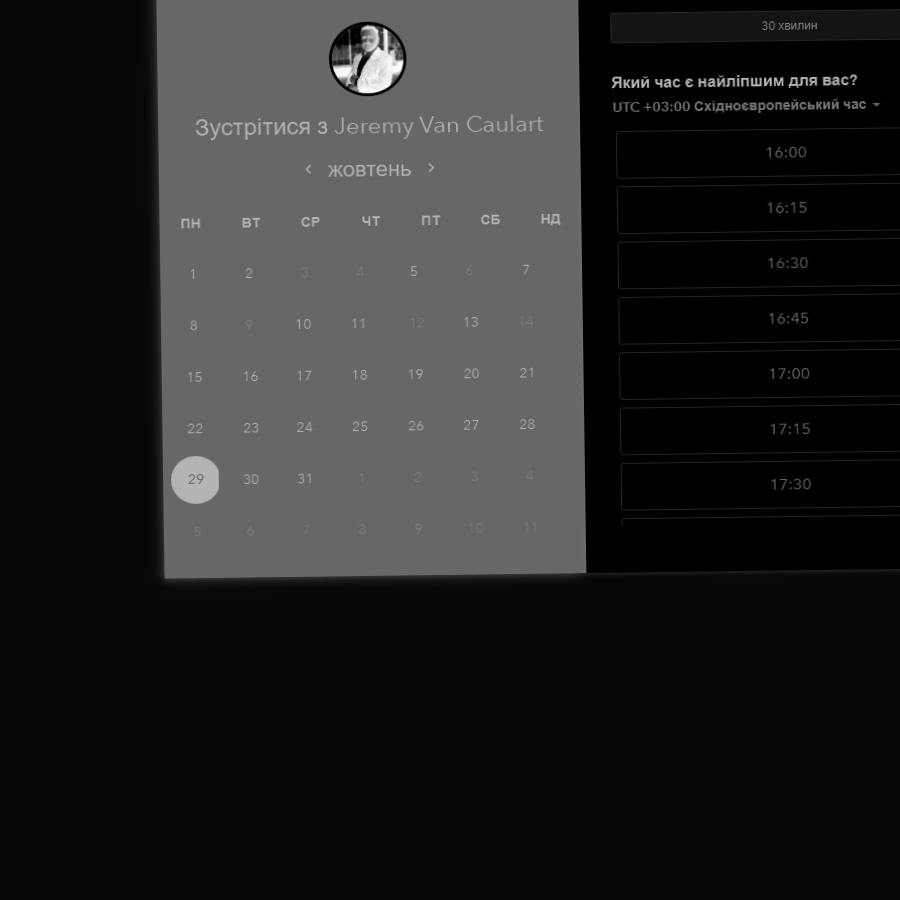 Зустрітися з Jeremy Van Caulart
‹ жовтень ›
ПН ВТ СР ЧТ ПТ СБ НД
1 2 3 4 5 6 7
8 9 10 11 12 13 14
15 16 17 18 19 20 21
22 23 24 25 26 27 28
29 30 31 1 2 3 4
5 6 7 8 9 10 11
30 хвилин
Який час є найліпшим для вас?
UTC +03:00 Східноєвропейський час
16:00
16:15
16:30
16:45
17:00
17:15
17:30